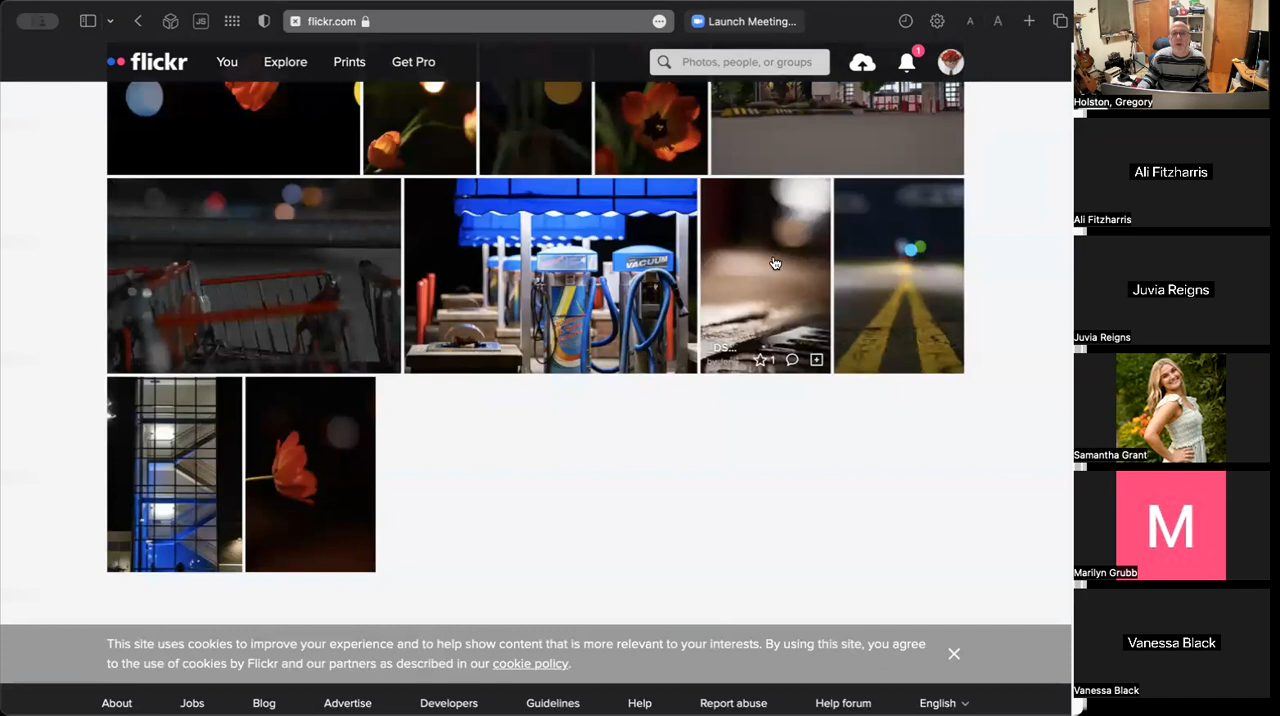 JS
flickr.com
Launch Meeting...
A
A
flickr
You
Explore
Prints
Get Pro
Photos, people, or groups
1
VACUUM
DS...
1
This site uses cookies to improve your experience and to help show content that is more relevant to your interests. By using this site, you agree
to the use of cookies by Flickr and our partners as described in our cookie policy.
About
Jobs
Blog
Advertise
Developers
Guidelines
Help
Report abuse
Help forum
English
Holston, Gregory
Ali Fitzharris
Ali Fitzharris
Juvia Reigns
Juvia Reigns
Samantha Grant
M
Marilyn Grubb
Vanessa Black
Vanessa Black